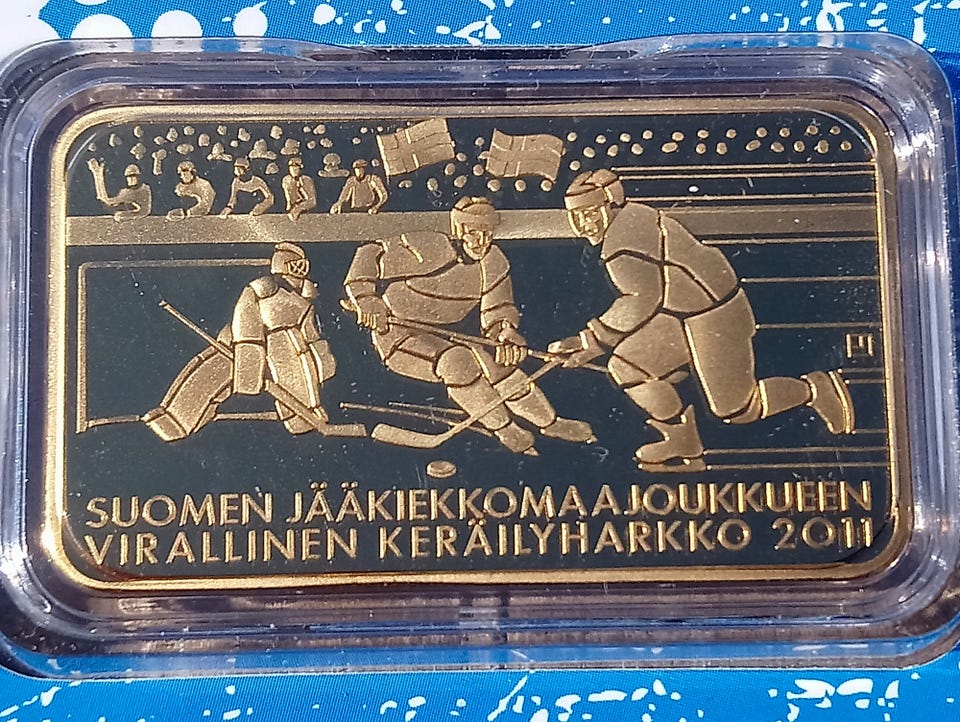 SUOMEN JÄÄKIEKKOMAAJOUKKUEEN
VIRALLINEN KERÄILYHARKKO 2011